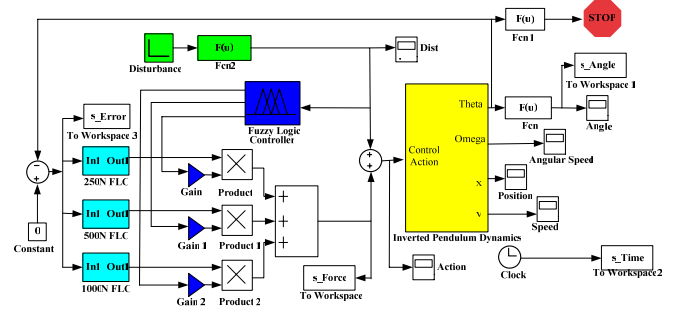 F(u)
STOP
Fcn1
F(u)
Disturbance
Fcn2
Dist
s_Angle
To Workspace 1
s_Error
To Workspace 3
Fuzzy Logic
Controller
Theta
F(u)
Fcn
Angle
Omega
Control
Action
Angular Speed
In1 Out1
250N FLC
Gain
Product
x
Position
0
Constant
In1 Out1
500N FLC
Gain 1
Product 1
v
Speed
Inverted Pendulum Dynamics
In1 Out1
1000N FLC
Gain 2
Product 2
s_Force
To Workspace
Action
Clock
s_Time
To Workspace2